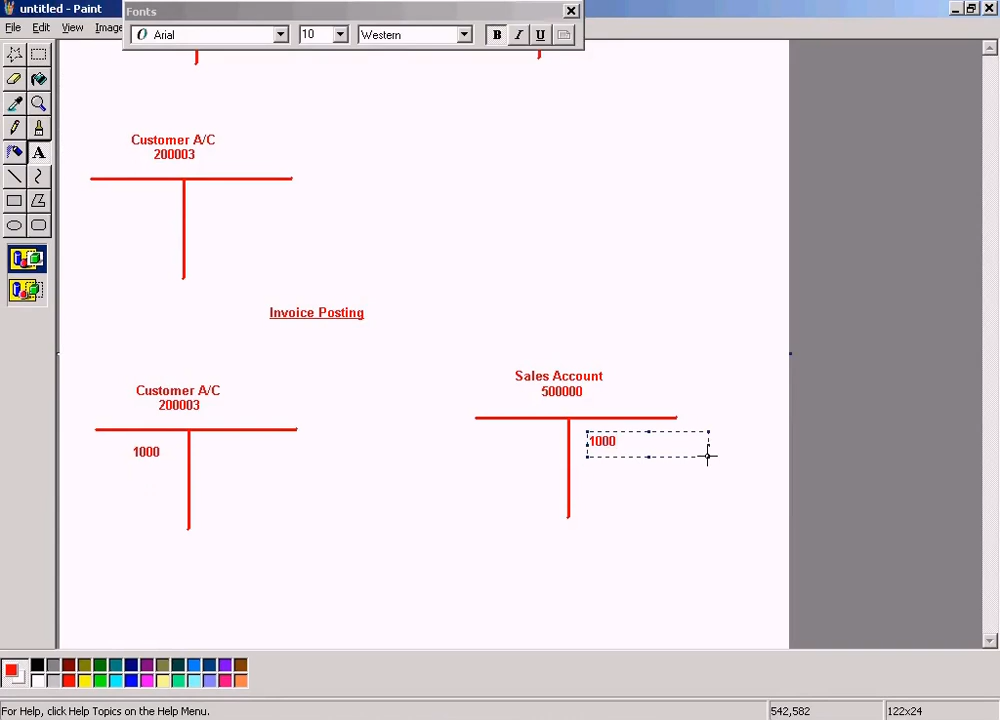 untitled - Paint
Fonts
File Edit View Image
Arial 10 Western B I U
A
Customer A/C
200003
Invoice Posting
Customer A/C
200003
1000
Sales Account
500000
1000
For Help, click Help Topics on the Help Menu.
542,582
122x24